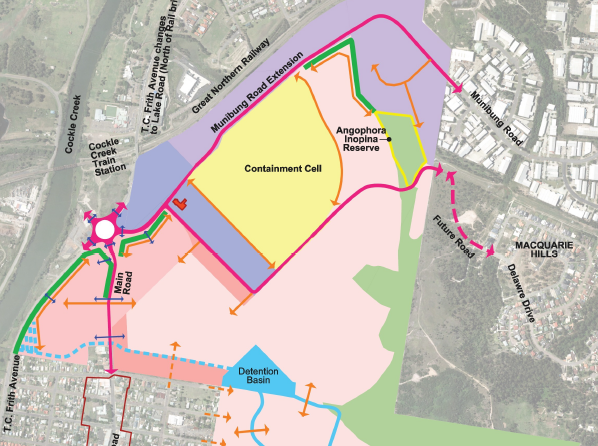 T.C. Frith Avenue changes
to Lake Road (North of Rail bri
Great Northern Railway
Munibung Road Extension
Cockle Creek
Cockle
Creek
Train
Station
Munibung Road
Angophora
Inopina
Reserve
Containment Cell
Future Road
MACQUARIE
HILLS
Delawre Drive
Main
Road
T.C. Frith Avenue
Detention
Basin
oad